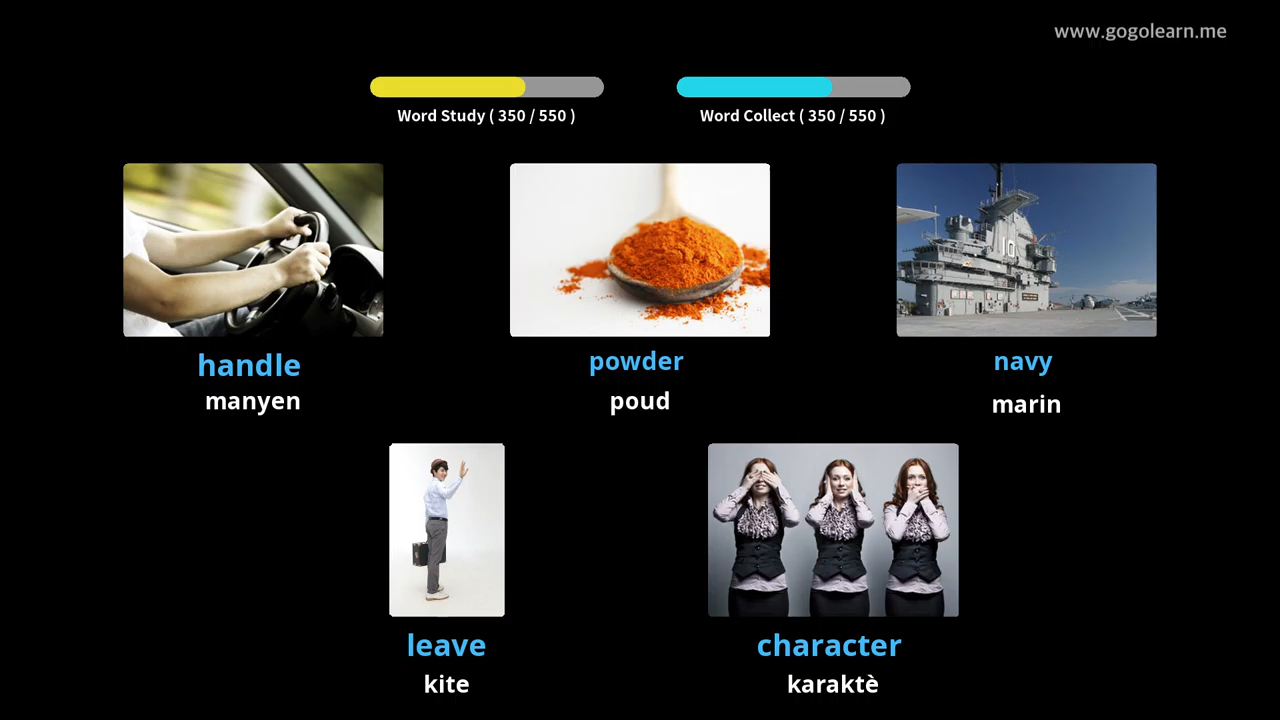 www.gogolearn.me
Word Study ( 350 / 550 )
Word Collect ( 350 / 550 )
handle
manyen
powder
poud
navy
marin
leave
kite
character
karaktè